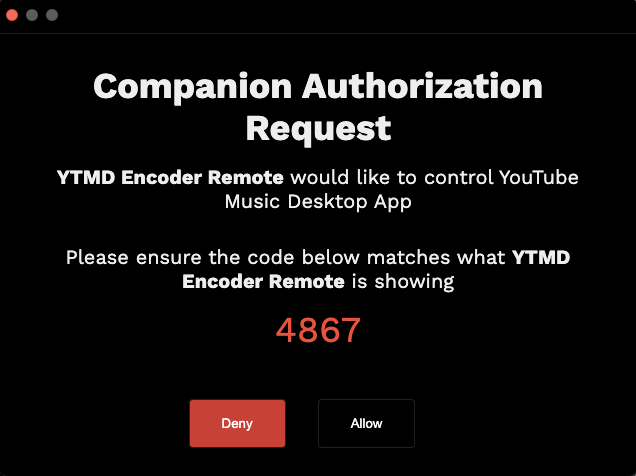 Companion Authorization
Request
YTMD Encoder Remote would like to control YouTube
Music Desktop App
Please ensure the code below matches what YTMD
Encoder Remote is showing
4867
Deny
Allow